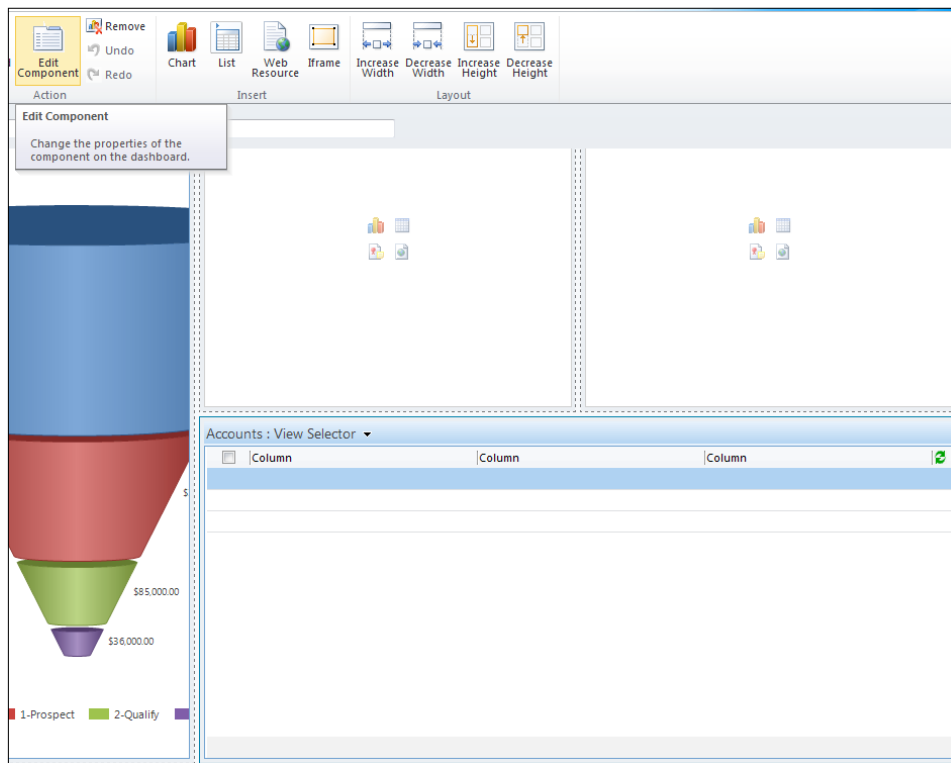 Edit
Component
Remove
Undo
Redo
Action
Chart
List
Web
Resource
Iframe
Insert
Increase
Width
Decrease
Width
Increase
Height
Decrease
Height
Layout
Edit Component
Change the properties of the
component on the dashboard.
Accounts : View Selector
Column
Column
Column
$
$85,000.00
$36,000.00
1-Prospect
2-Qualify